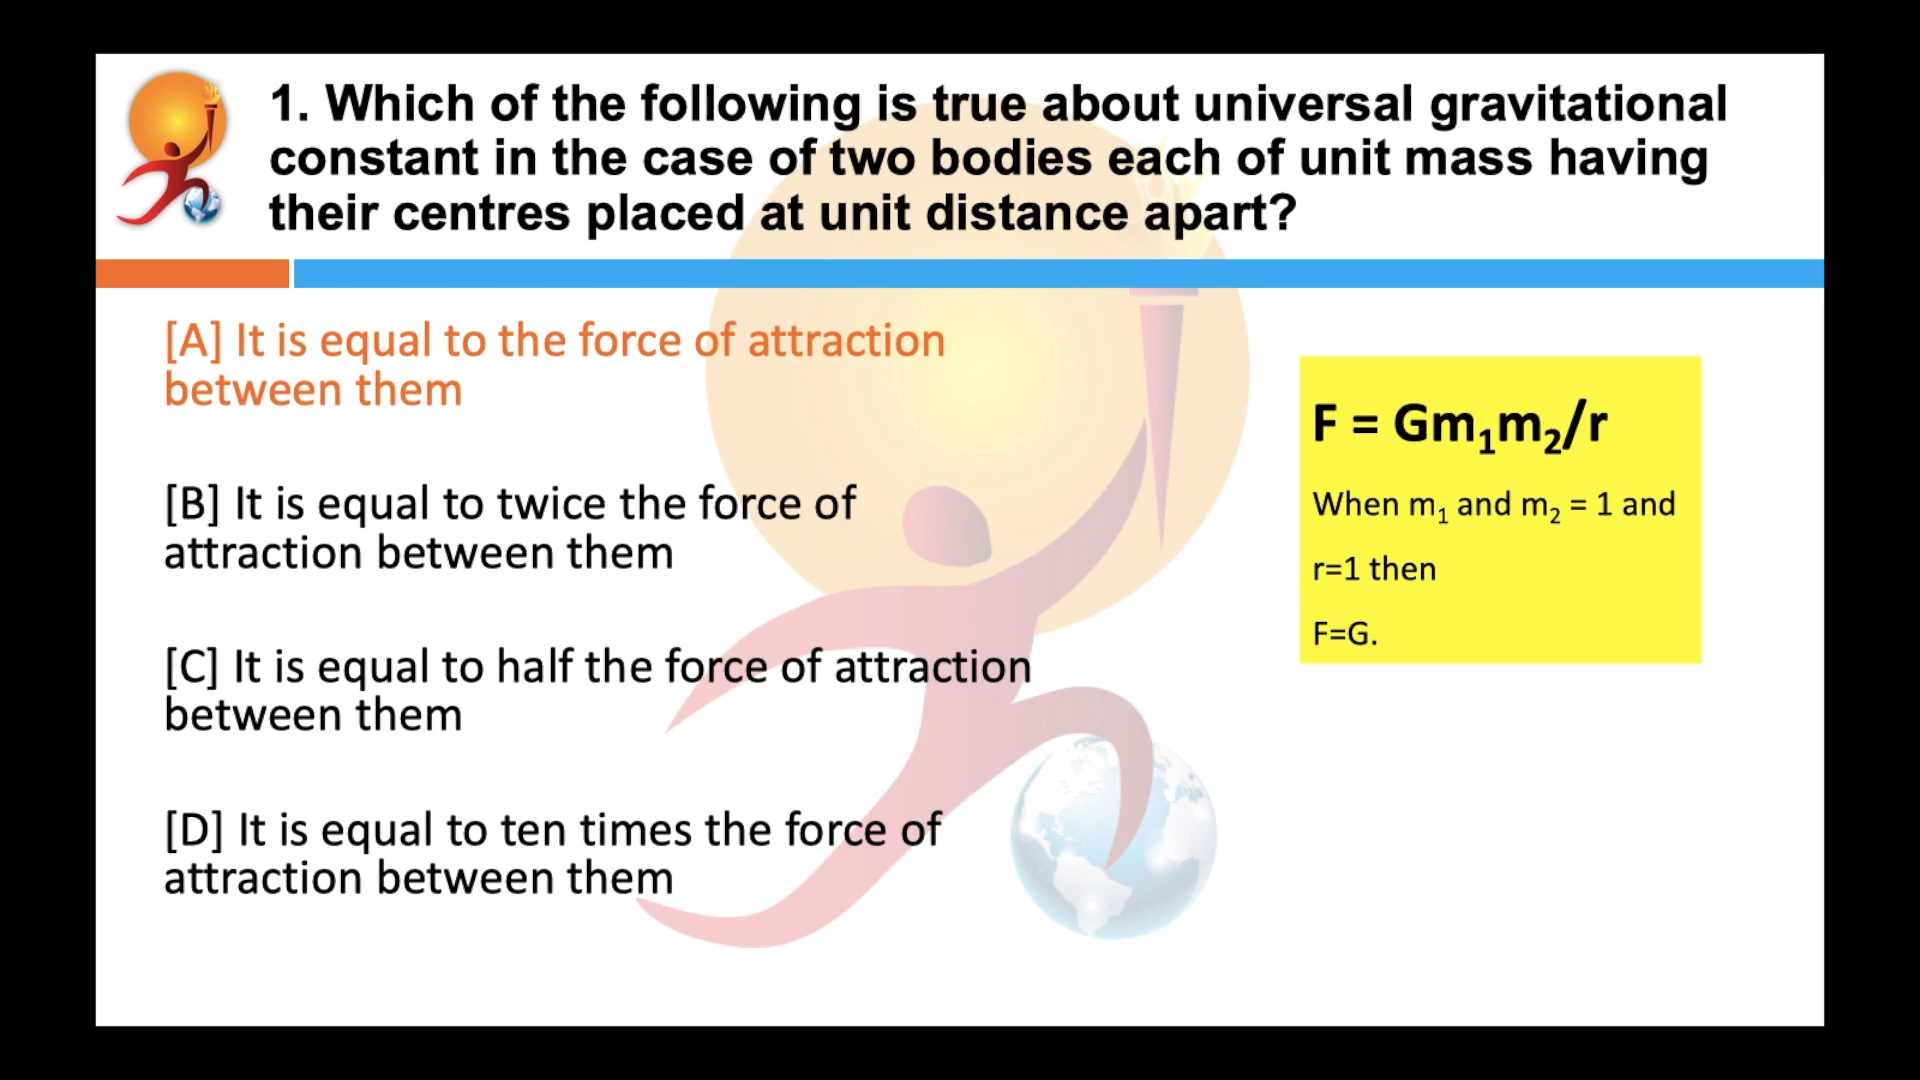 1. Which of the following is true about universal gravitational
constant in the case of two bodies each of unit mass having
their centres placed at unit distance apart?
[A] It is equal to the force of attraction
between them
[B] It is equal to twice the force of
attraction between them
[C] It is equal to half the force of attraction
between them
[D] It is equal to ten times the force of
attraction between them
F = Gm₁m₂/r
When m₁ and m₂ = 1 and
r=1 then
F=G.